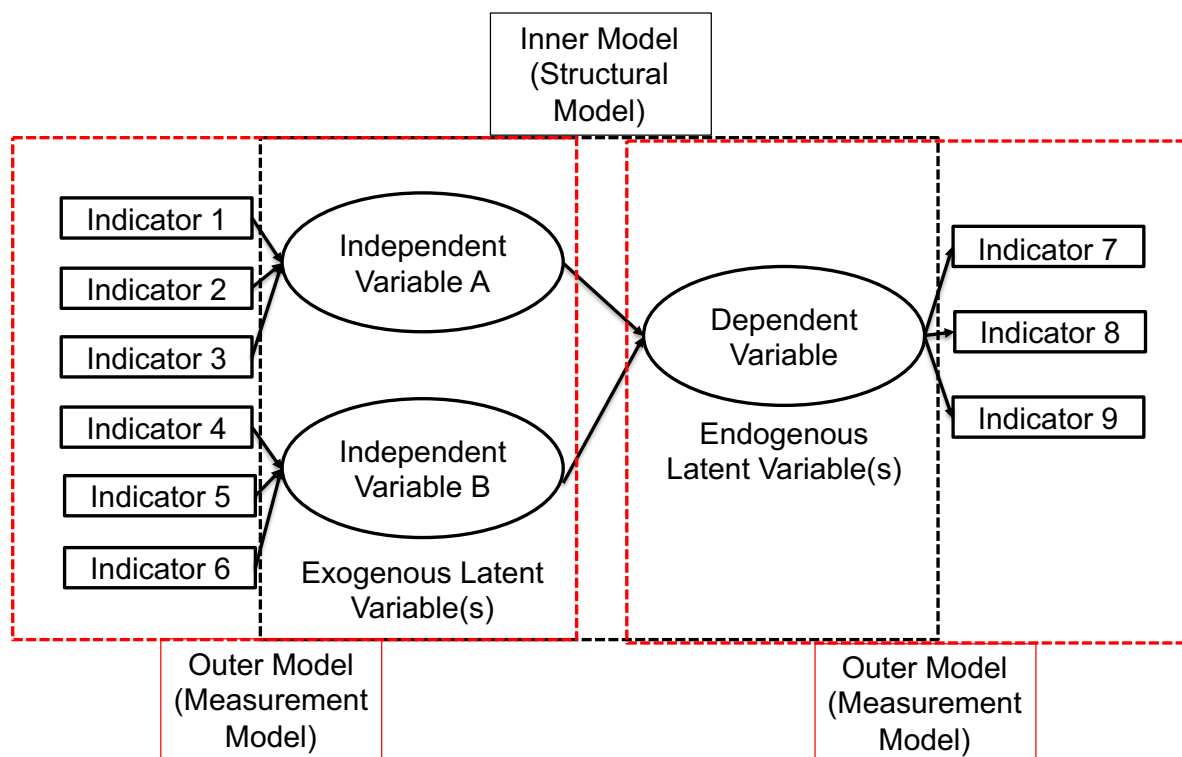 Inner Model
(Structural
Model)
Indicator 1
Indicator 2
Indicator 3
Indicator 4
Indicator 5
Indicator 6
Independent
Variable A
Independent
Variable B
Exogenous Latent
Variable(s)
Dependent
Variable
Endogenous
Latent Variable(s)
Indicator 7
Indicator 8
Indicator 9
Outer Model
(Measurement
Model)
Outer Model
(Measurement
Model)